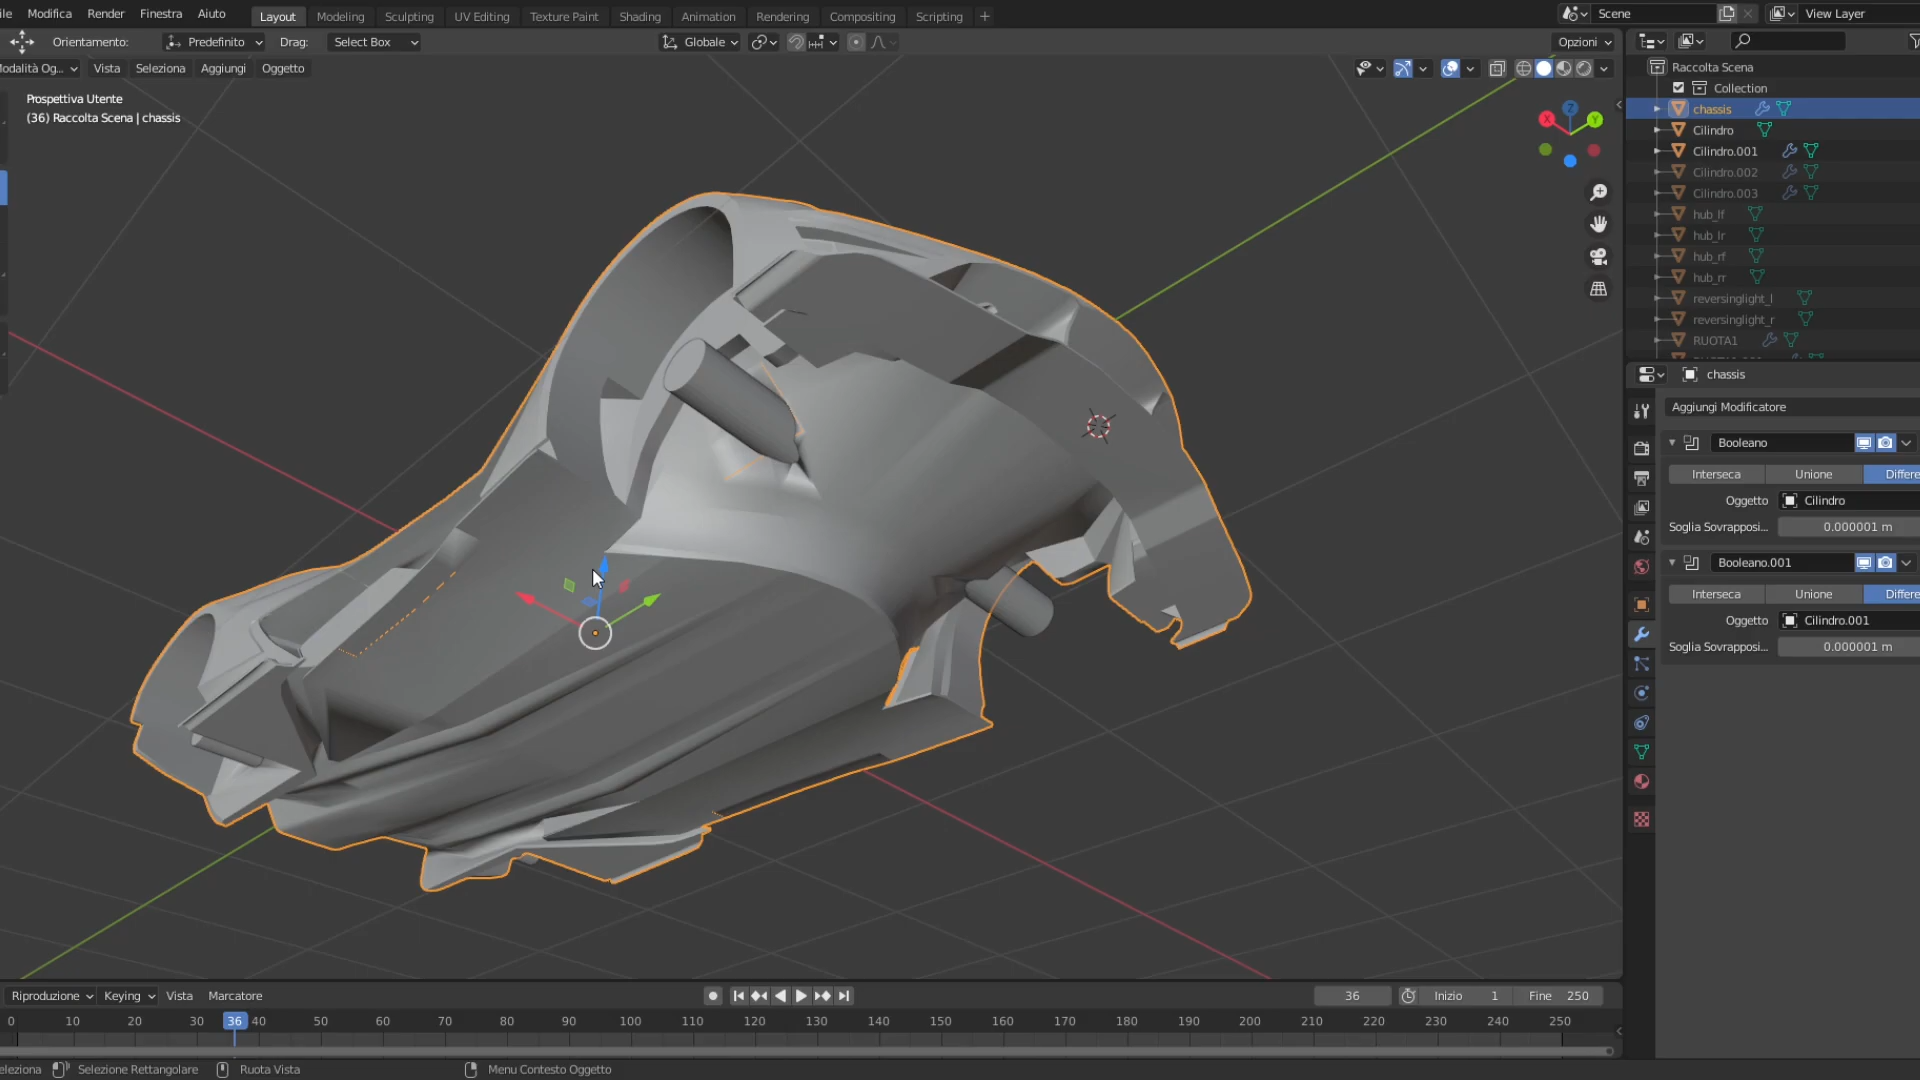 ile Modifica Render Finestra Aiuto Layout Modeling Sculpting UV Editing Texture Paint Shading Animation Rendering Compositing Scripting + Scene View Layer
Orientamento: Predefinito Drag: Select Box Globale Opzioni
Modalità Og... Vista Seleziona Aggiungi Oggetto
Prospettiva Utente
(36) Raccolta Scena | chassis
X Y Z
Raccolta Scena
Collection
chassis
Cilindro
Cilindro.001
Cilindro.002
Cilindro.003
hub_lf
hub_lr
hub_rf
hub_rr
reversinglight_l
reversinglight_r
RUOTA1
chassis
Aggiungi Modificatore
Booleano
Interseca Unione Differe
Oggetto Cilindro
Soglia Sovrapposi... 0.000001 m
Booleano.001
Interseca Unione Differe
Oggetto Cilindro.001
Soglia Sovrapposi... 0.000001 m
Riproduzione Keying Vista Marcatore 36 Inizio 1 Fine 250
0 10 20 30 36 40 50 60 70 80 90 100 110 120 130 140 150 160 170 180 190 200 210 220 230 240 250
eleziona Selezione Rettangolare Ruota Vista Menu Contesto Oggetto